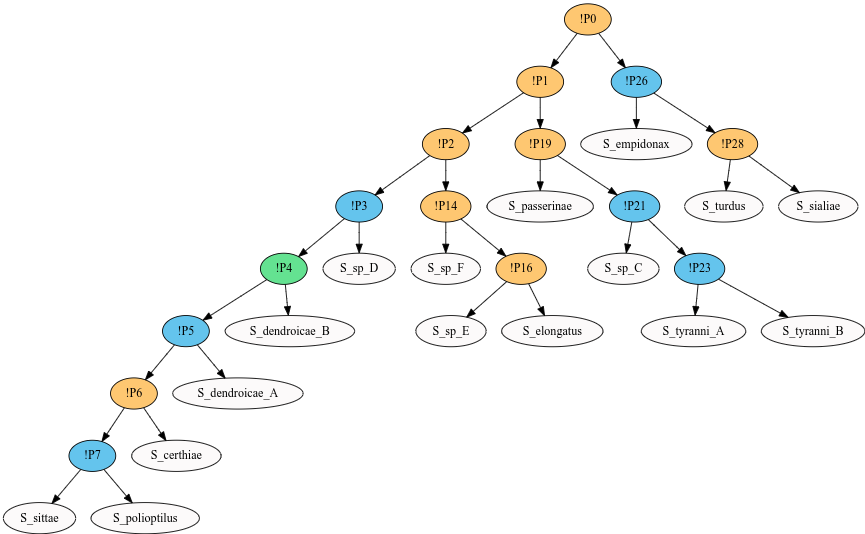 !P0
!P1
!P26
!P2
!P19
S_empidonax
!P28
!P3
!P14
S_passerinae
!P21
S_turdus
S_sialiae
!P4
S_sp_D
S_sp_F
!P16
S_sp_C
!P23
!P5
S_dendroicae_B
S_sp_E
S_elongatus
S_tyranni_A
S_tyranni_B
!P6
S_dendroicae_A
!P7
S_certhiae
S_sittae
S_polioptilus